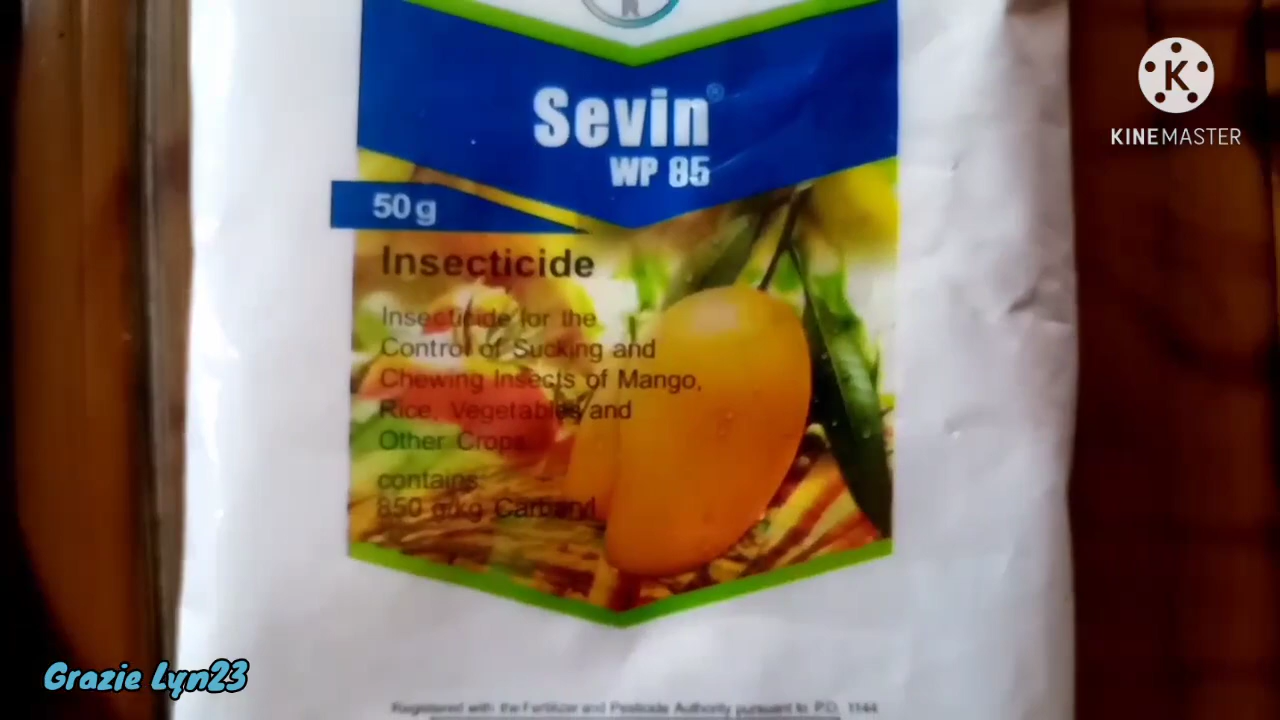 Sevin®
WP 85
50 g
Insecticide
Insecticide for the
Control of Sucking and
Chewing Insects of Mango,
Rice, Vegetables and
Other Crops
contains:
850 g/kg Carbaryl
Registered with the Fertilizer and Pesticide Authority pursuant to P.D. 1144
K
KINEMASTER
Grazie Lyn23